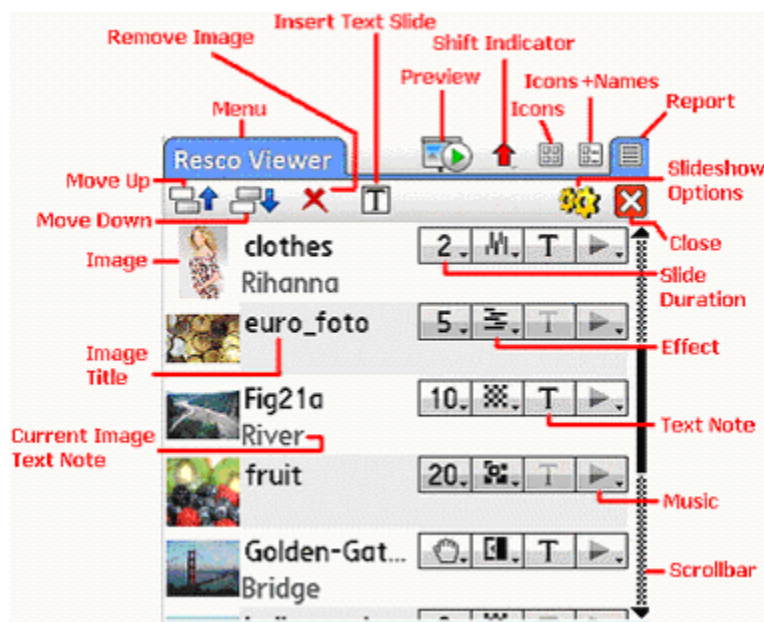 Insert Text Slide
Remove Image
Shift Indicator
Preview
Icons+Names
Icons
Menu
Report
Resco Viewer
Slideshow
Options
Move Up
T
Move Down
Close
Image
clothes
2
T
Rihanna
Slide
Duration
euro_foto
5
T
Effect
Image
Title
Fig21a
10
T
Text Note
River
Current Image
Text Note
fruit
20
T
Music
Golden-Gat...
T
Bridge
Scrollbar